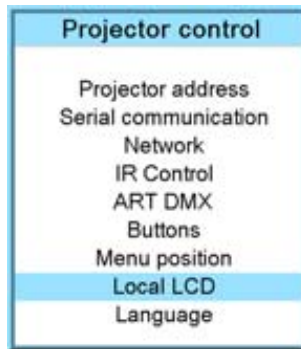 Projector control
Projector address
Serial communication
Network
IR Control
ART DMX
Buttons
Menu position
Local LCD
Language